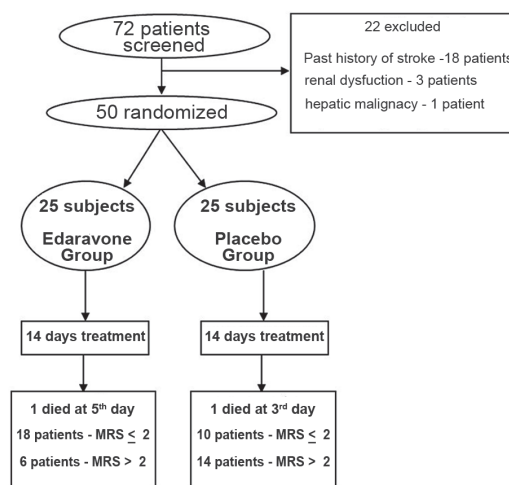 72 patients
screened
22 excluded
Past history of stroke -18 patients
renal dysfuction - 3 patients
hepatic malignacy - 1 patient
50 randomized
25 subjects
Edaravone
Group
25 subjects
Placebo
Group
14 days treatment
14 days treatment
1 died at 5th day
18 patients - MRS ≤ 2
6 patients - MRS > 2
1 died at 3rd day
10 patients - MRS ≤ 2
14 patients - MRS > 2